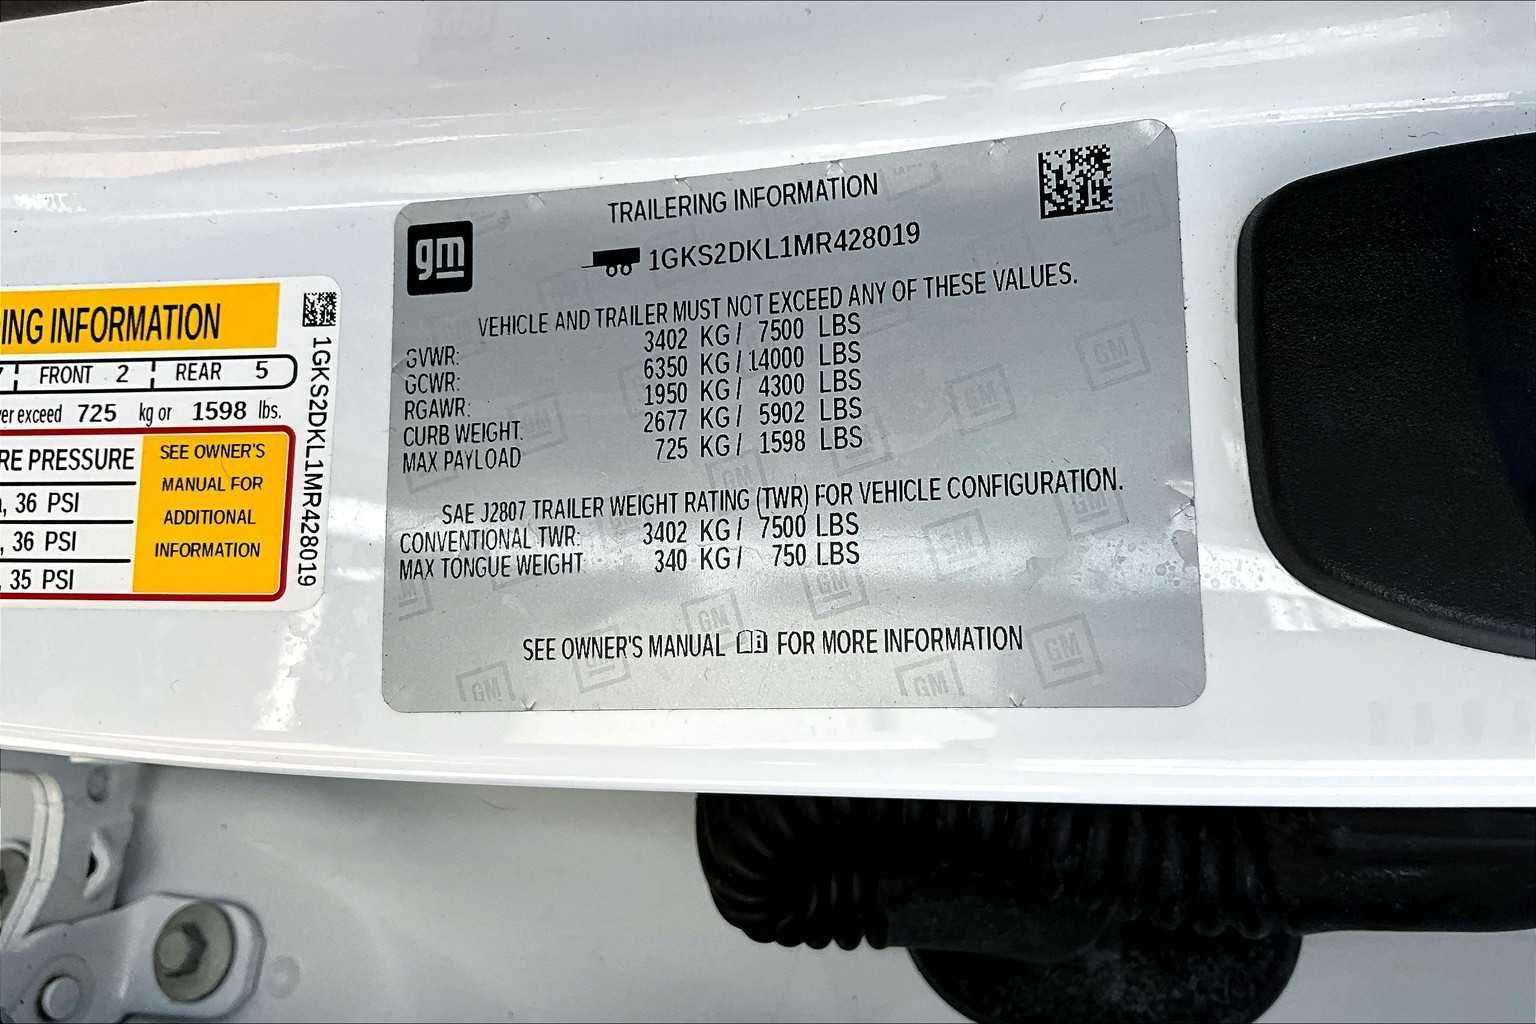 ING INFORMATION
FRONT 2 REAR 5
er exceed 725 kg or 1598 lbs.
RE PRESSURE
, 36 PSI
, 36 PSI
, 35 PSI
SEE OWNER'S
MANUAL FOR
ADDITIONAL
INFORMATION
1GKS2DKL1MR428019
gm
TRAILERING INFORMATION
1GKS2DKL1MR428019
VEHICLE AND TRAILER MUST NOT EXCEED ANY OF THESE VALUES.
GVWR: 3402 KG/ 7500 LBS
GCWR: 6350 KG/ 14000 LBS
RGAWR: 1950 KG/ 4300 LBS
CURB WEIGHT: 2677 KG/ 5902 LBS
MAX PAYLOAD 725 KG/ 1598 LBS
SAE J2807 TRAILER WEIGHT RATING (TWR) FOR VEHICLE CONFIGURATION.
CONVENTIONAL TWR: 3402 KG/ 7500 LBS
MAX TONGUE WEIGHT 340 KG/ 750 LBS
SEE OWNER'S MANUAL FOR MORE INFORMATION